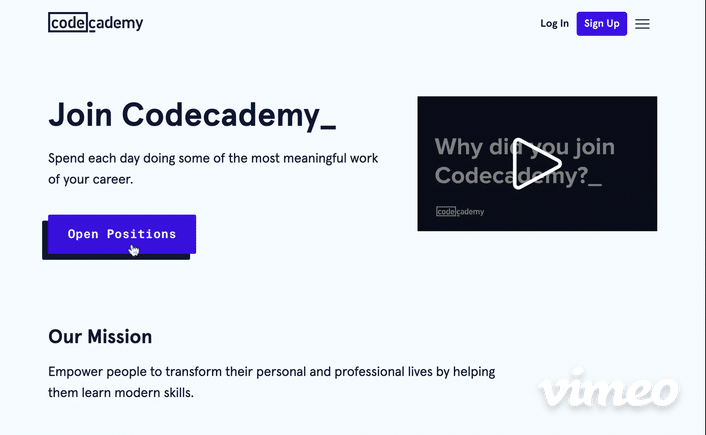 codecademy
Log In
Sign Up
Join Codecademy_
Spend each day doing some of the most meaningful work
of your career.
Why did you join
Codecademy?_
codecademy
Open Positions
Our Mission
Empower people to transform their personal and professional lives by helping
them learn modern skills.
vimeo